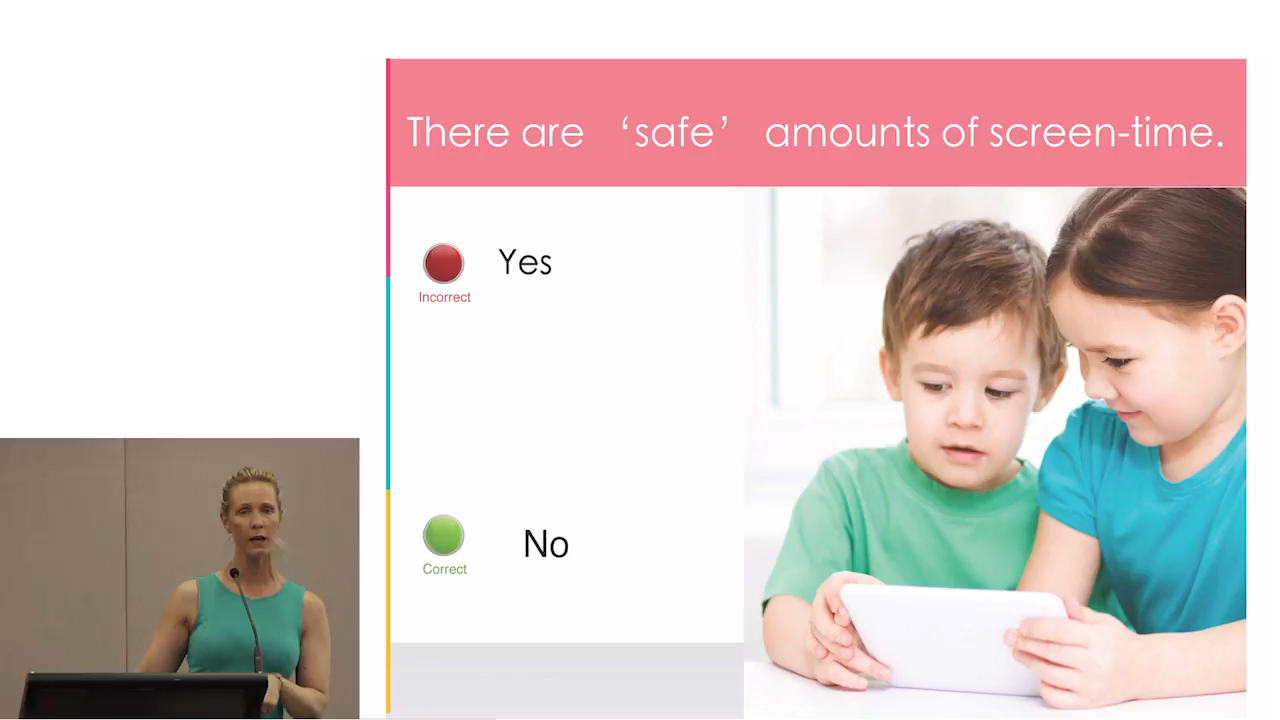 There are ‘safe’ amounts of screen-time.
Yes
Incorrect
No
Correct